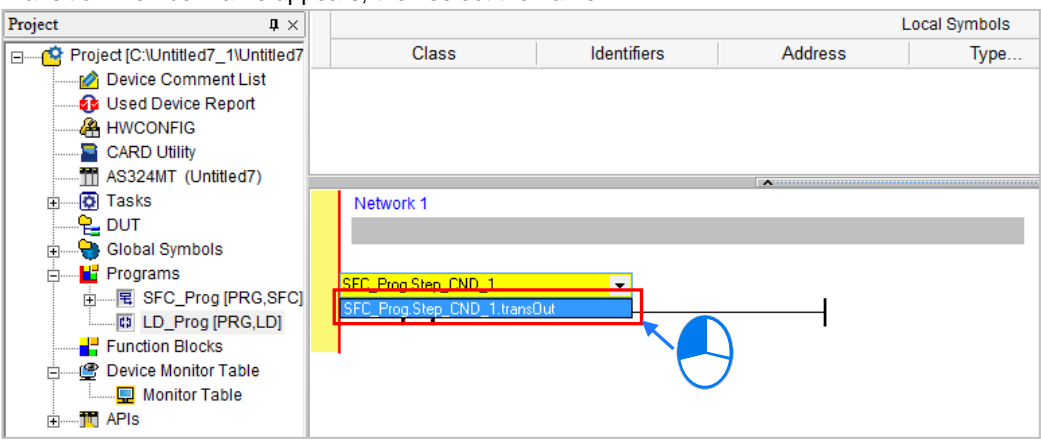 Project
Project [C:\Untitled7_1\Untitled7
Device Comment List
Used Device Report
HWCONFIG
CARD Utility
AS324MT (Untitled7)
Tasks
DUT
Global Symbols
Programs
SFC_Prog [PRG,SFC]
LD_Prog [PRG,LD]
Function Blocks
Device Monitor Table
Monitor Table
APIs
Local Symbols
Class Identifiers Address Type...
Network 1
SFC_Prog.Step_CND_1
SFC_Prog.Step_CND_1.transOut